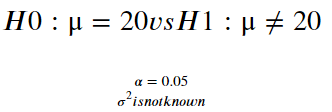 H0 : μ = 20vsH1 : μ ≠ 20
α = 0.05
σ²isnotknown